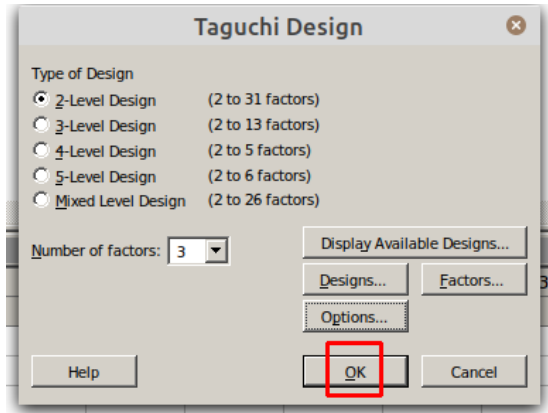 Taguchi Design
Type of Design
2-Level Design (2 to 31 factors)
3-Level Design (2 to 13 factors)
4-Level Design (2 to 5 factors)
5-Level Design (2 to 6 factors)
Mixed Level Design (2 to 26 factors)
Number of factors: 3
Display Available Designs...
Designs... Factors...
Options...
Help OK Cancel
3